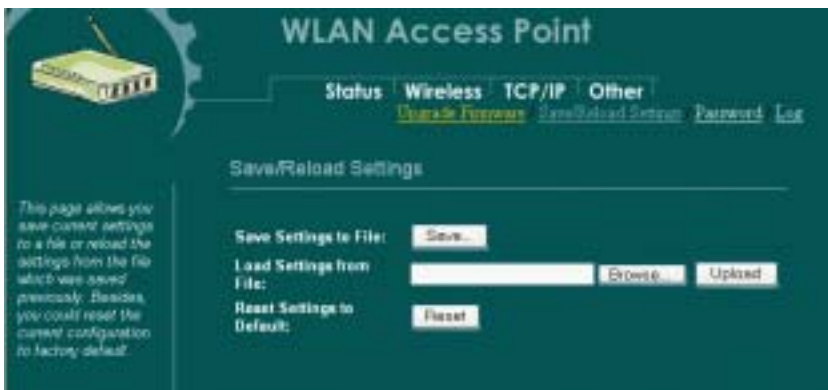 WLAN Access Point
Status Wireless TCP/IP Other
Upgrade Firmware Save/Reload Settings Password Log
Save/Reload Settings
This page allows you
save current settings
to a file or reload the
settings from the file
which was saved
previously. Besides,
you could reset the
current configuration
to factory default.
Save Settings to File: Save...
Load Settings from
File: Browse... Upload
Reset Settings to
Default: Reset